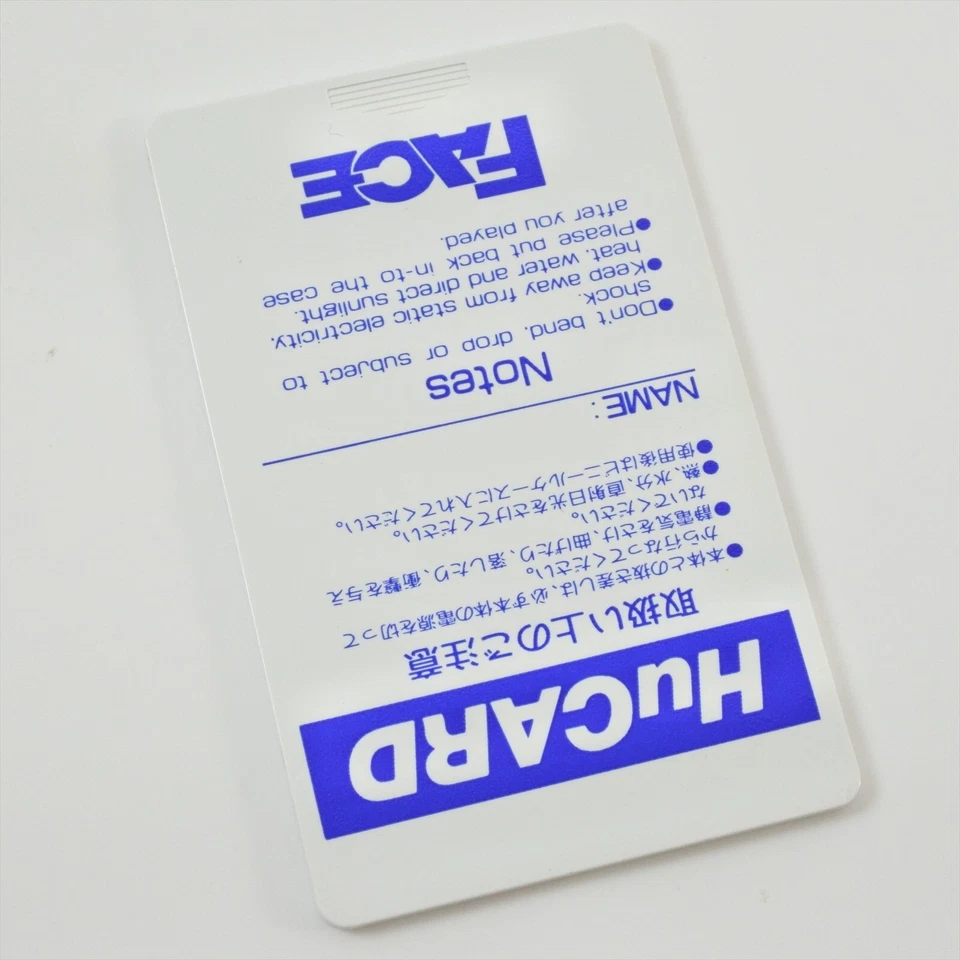 HuCARD
取扱い上のご注意
●本体との抜き差しは、必ず本体の電源を切って
から行なってください。
●静電気をさけ、曲げたり、落したり、衝撃を与え
ないでください。
●熱、水分、直射日光をさけてください。
●使用後はビニールケースに入れてください。
NAME:
Notes
●Don't bend. drop or subject to
shock.
●Keep away from static electricity.
heat. water and direct sunlight.
●Please put back in-to the case
after you played.
FACE